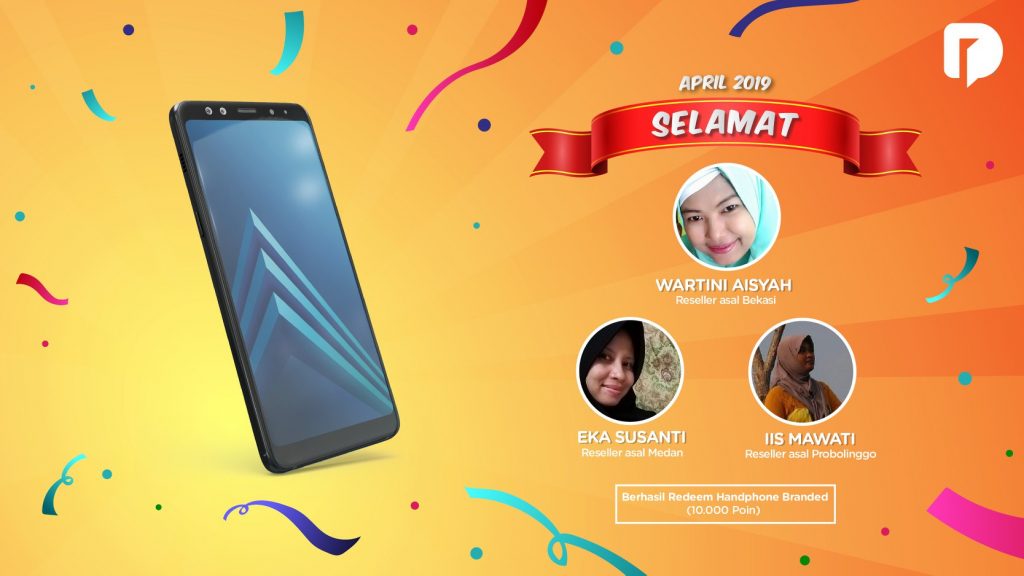 APRIL 2019
SELAMAT
WARTINI AISYAH
Reseller asal Bekasi
EKA SUSANTI
Reseller asal Medan
IIS MAWATI
Reseller asal Probolinggo
Berhasil Redeem Handphone Branded
(10.000 Poin)